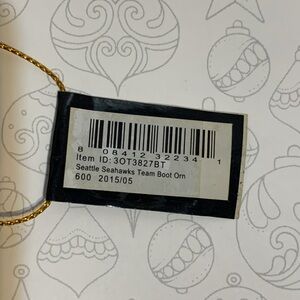 8 08412 32234 1
Item ID: 3OT3827BT
Seattle Seahawks Team Boot Orn
600 2015/05